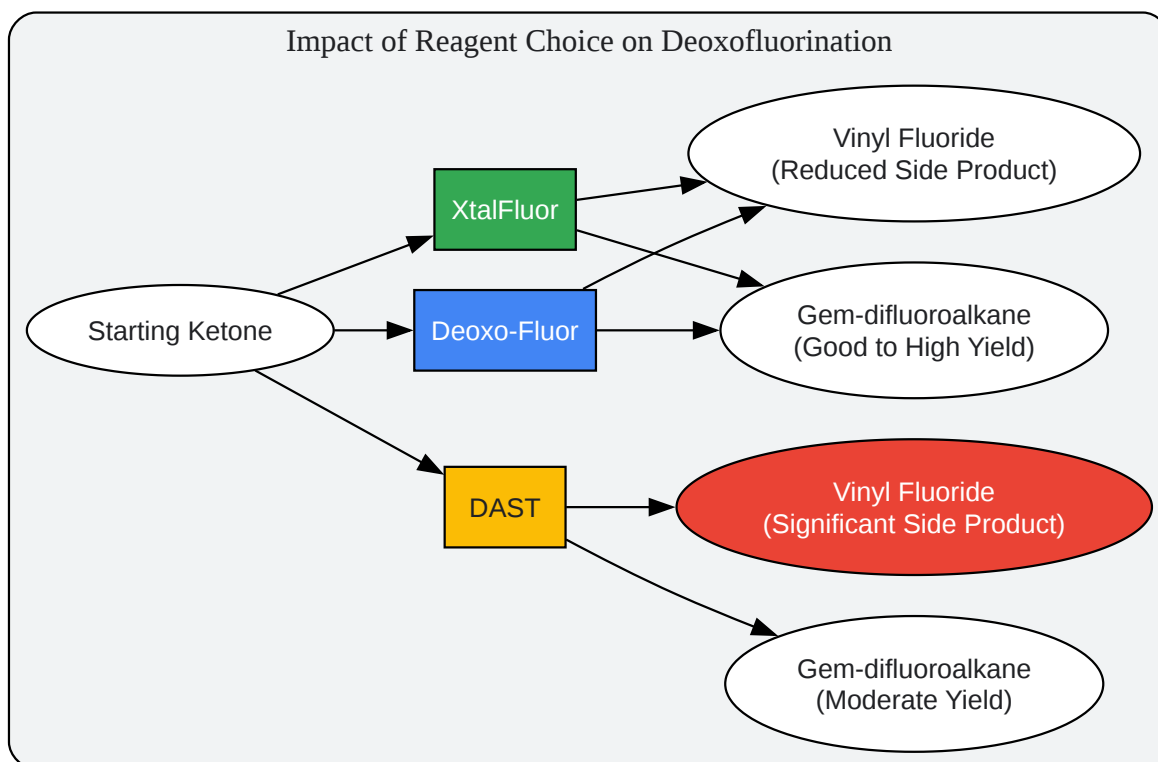 Impact of Reagent Choice on Deoxofluorination
Vinyl Fluoride
(Reduced Side Product)
XtalFluor
Starting Ketone
Deoxo-Fluor
Gem-difluoroalkane
(Good to High Yield)
DAST
Vinyl Fluoride
(Significant Side Product)
Gem-difluoroalkane
(Moderate Yield)